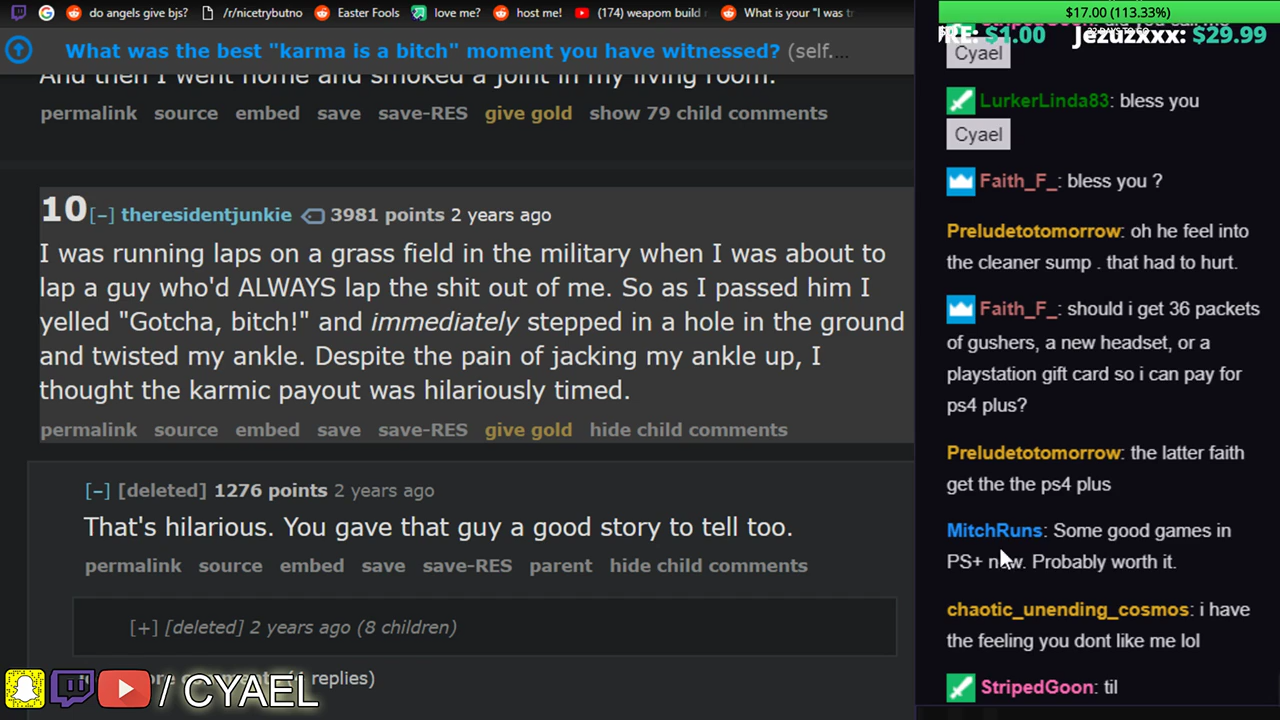 do angels give bjs?
/r/nicetrybutno
Easter Fools
love me?
host me!
(174) weapom build
What is your "I was t
What was the best "karma is a bitch" moment you have witnessed? (self....
And then I went home and smoked a joint in my living room.
permalink source embed save save-RES give gold show 79 child comments
10 [–] theresidentjunkie 3981 points 2 years ago
I was running laps on a grass field in the military when I was about to
lap a guy who'd ALWAYS lap the shit out of me. So as I passed him I
yelled "Gotcha, bitch!" and immediately stepped in a hole in the ground
and twisted my ankle. Despite the pain of jacking my ankle up, I
thought the karmic payout was hilariously timed.
permalink source embed save save-RES give gold hide child comments
[–] [deleted] 1276 points 2 years ago
That's hilarious. You gave that guy a good story to tell too.
permalink source embed save save-RES parent hide child comments
[+] [deleted] 2 years ago (8 children)
replies)
/ CYAEL
$17.00 (113.33%)
RE: $1.00 Jezuzxxx: $29.99
Cyael
LurkerLinda83: bless you
Cyael
Faith_F_: bless you ?
Preludetotomorrow: oh he feel into
the cleaner sump . that had to hurt.
Faith_F_: should i get 36 packets
of gushers, a new headset, or a
playstation gift card so i can pay for
ps4 plus?
Preludetotomorrow: the latter faith
get the the ps4 plus
MitchRuns: Some good games in
PS+ now. Probably worth it.
chaotic_unending_cosmos: i have
the feeling you dont like me lol
StripedGoon: til